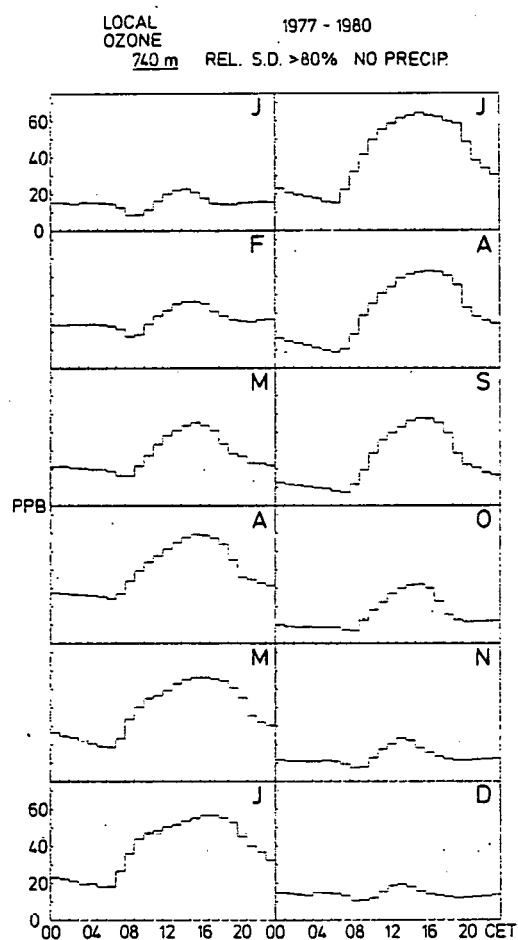 LOCAL 1977 - 1980
OZONE
740 m REL. S.D. >80% NO PRECIP.
J J
60
40
20
0
F A
M S
PPB
A O
M N
J D
60
40
20
0
00 04 08 12 16 20 00 04 08 12 16 20 CET